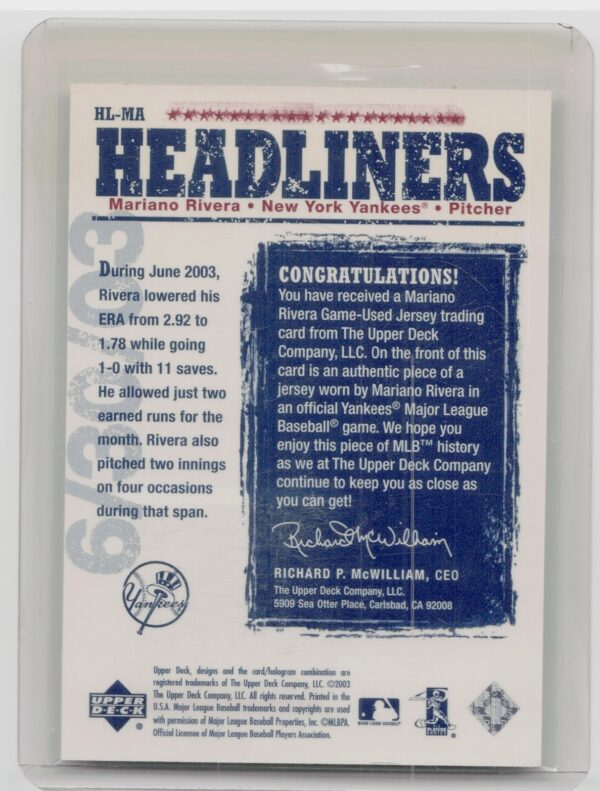 HL-MA
HEADLINERS
Mariano Rivera • New York Yankees® • Pitcher
6/30/03
During June 2003,
Rivera lowered his
ERA from 2.92 to
1.78 while going
1-0 with 11 saves.
He allowed just two
earned runs for the
month. Rivera also
pitched two innings
on four occasions
during that span.
CONGRATULATIONS!
You have received a Mariano
Rivera Game-Used Jersey trading
card from The Upper Deck
Company, LLC. On the front of this
card is an authentic piece of a
jersey worn by Mariano Rivera in
an official Yankees® Major League
Baseball® game. We hope you
enjoy this piece of MLB™ history
as we at The Upper Deck Company
continue to keep you as close as
you can get!
Richard P. McWilliam
RICHARD P. McWILLIAM, CEO
The Upper Deck Company, LLC.
5909 Sea Otter Place, Carlsbad, CA 92008
Yankees
Upper Deck, designs and the card/hologram combination are
registered trademarks of The Upper Deck Company, LLC. ©2003
The Upper Deck Company, LLC. All rights reserved. Printed in the
U.S.A. Major League Baseball trademarks and copyrights are used
with permission of Major League Baseball Properties, Inc. ©MLBPA.
Official Licensee of Major League Baseball Players Association.
UPPER
DECK
®
MAJOR LEAGUE BASEBALL